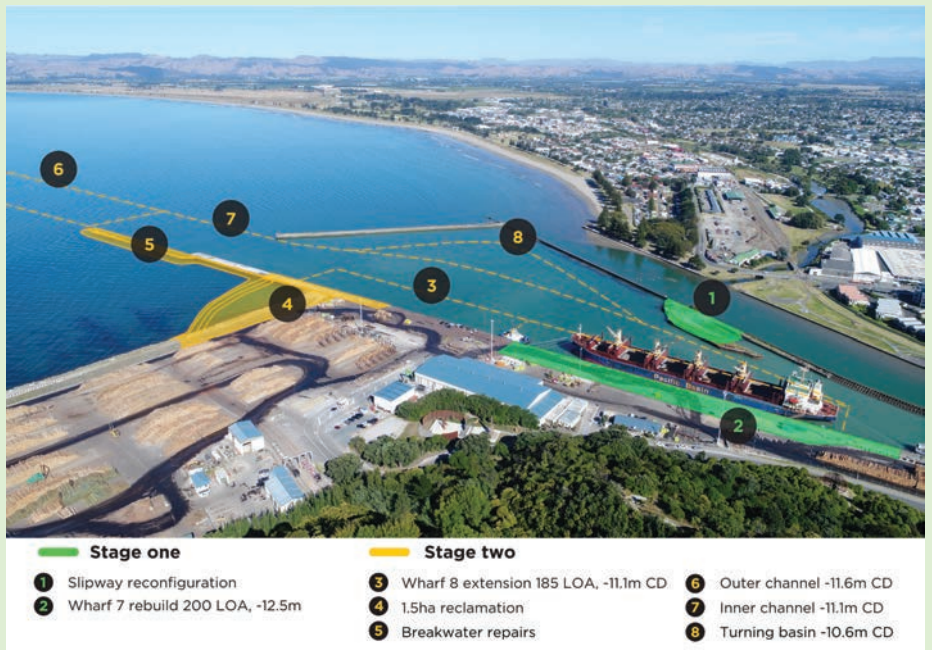 6
7
8
5
3
1
4
Pacific Basin
2
Stage one
1 Slipway reconfiguration
2 Wharf 7 rebuild 200 LOA, -12.5m
Stage two
3 Wharf 8 extension 185 LOA, -11.1m CD
4 1.5ha reclamation
5 Breakwater repairs
6 Outer channel -11.6m CD
7 Inner channel -11.1m CD
8 Turning basin -10.6m CD